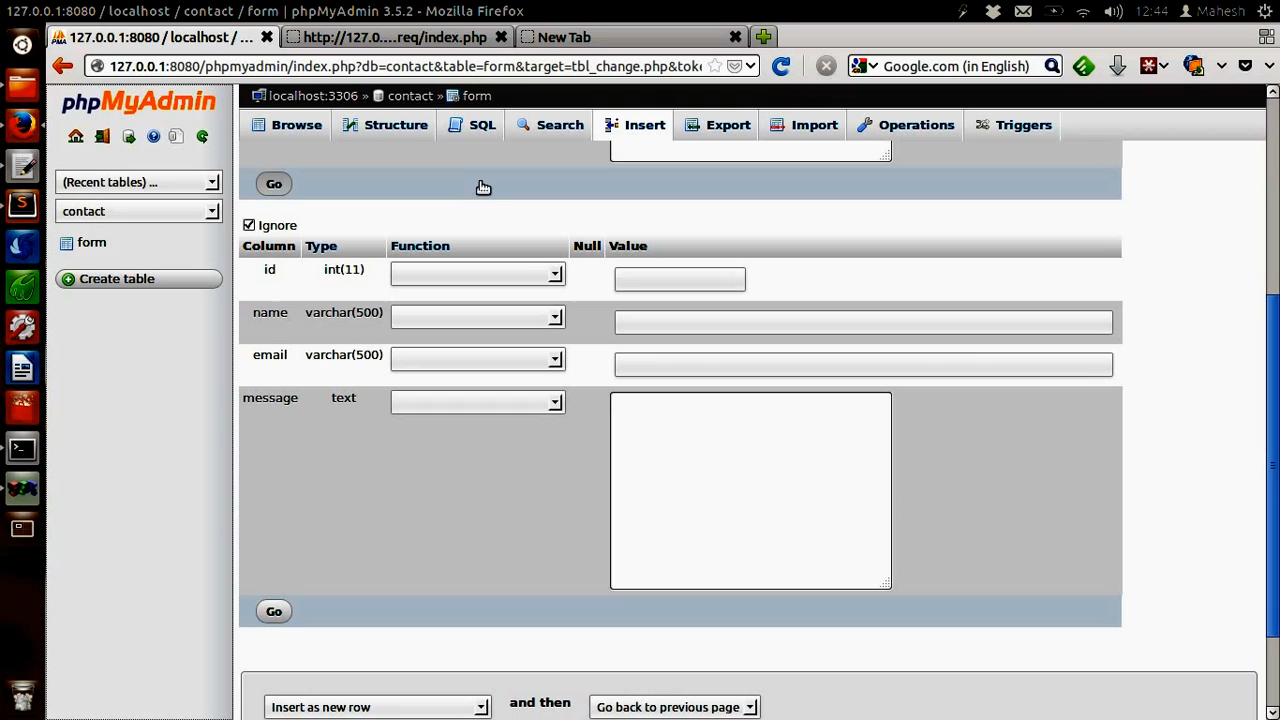 127.0.0.1:8080 / localhost / contact / form | phpMyAdmin 3.5.2 - Mozilla Firefox 12:44 Mahesh
127.0.0.1:8080 / localhost / ... http://127.0....req/index.php New Tab
127.0.0.1:8080/phpmyadmin/index.php?db=contact&table=form&target=tbl_change.php&tok Google.com (in English)
phpMyAdmin
localhost:3306 » contact » form
Browse Structure SQL Search Insert Export Import Operations Triggers
(Recent tables) ...
contact
form
Create table
Go
Ignore
Column Type Function Null Value
id int(11)
name varchar(500)
email varchar(500)
message text
Go
Insert as new row and then Go back to previous page